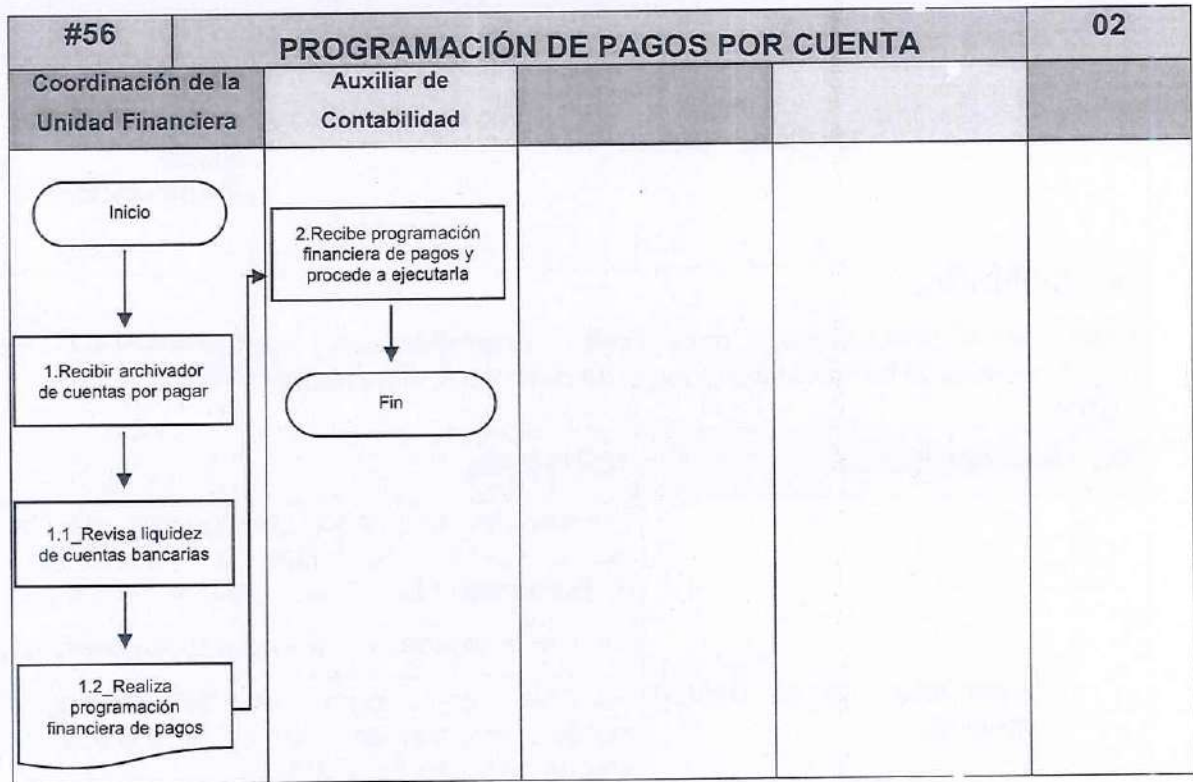 #56
PROGRAMACIÓN DE PAGOS POR CUENTA
02
Coordinación de la
Unidad Financiera
Auxiliar de
Contabilidad
Inicio
1.Recibir archivador
de cuentas por pagar
1.1_Revisa liquidez
de cuentas bancarias
1.2_Realiza
programación
financiera de pagos
2.Recibe programación
financiera de pagos y
procede a ejecutarla
Fin